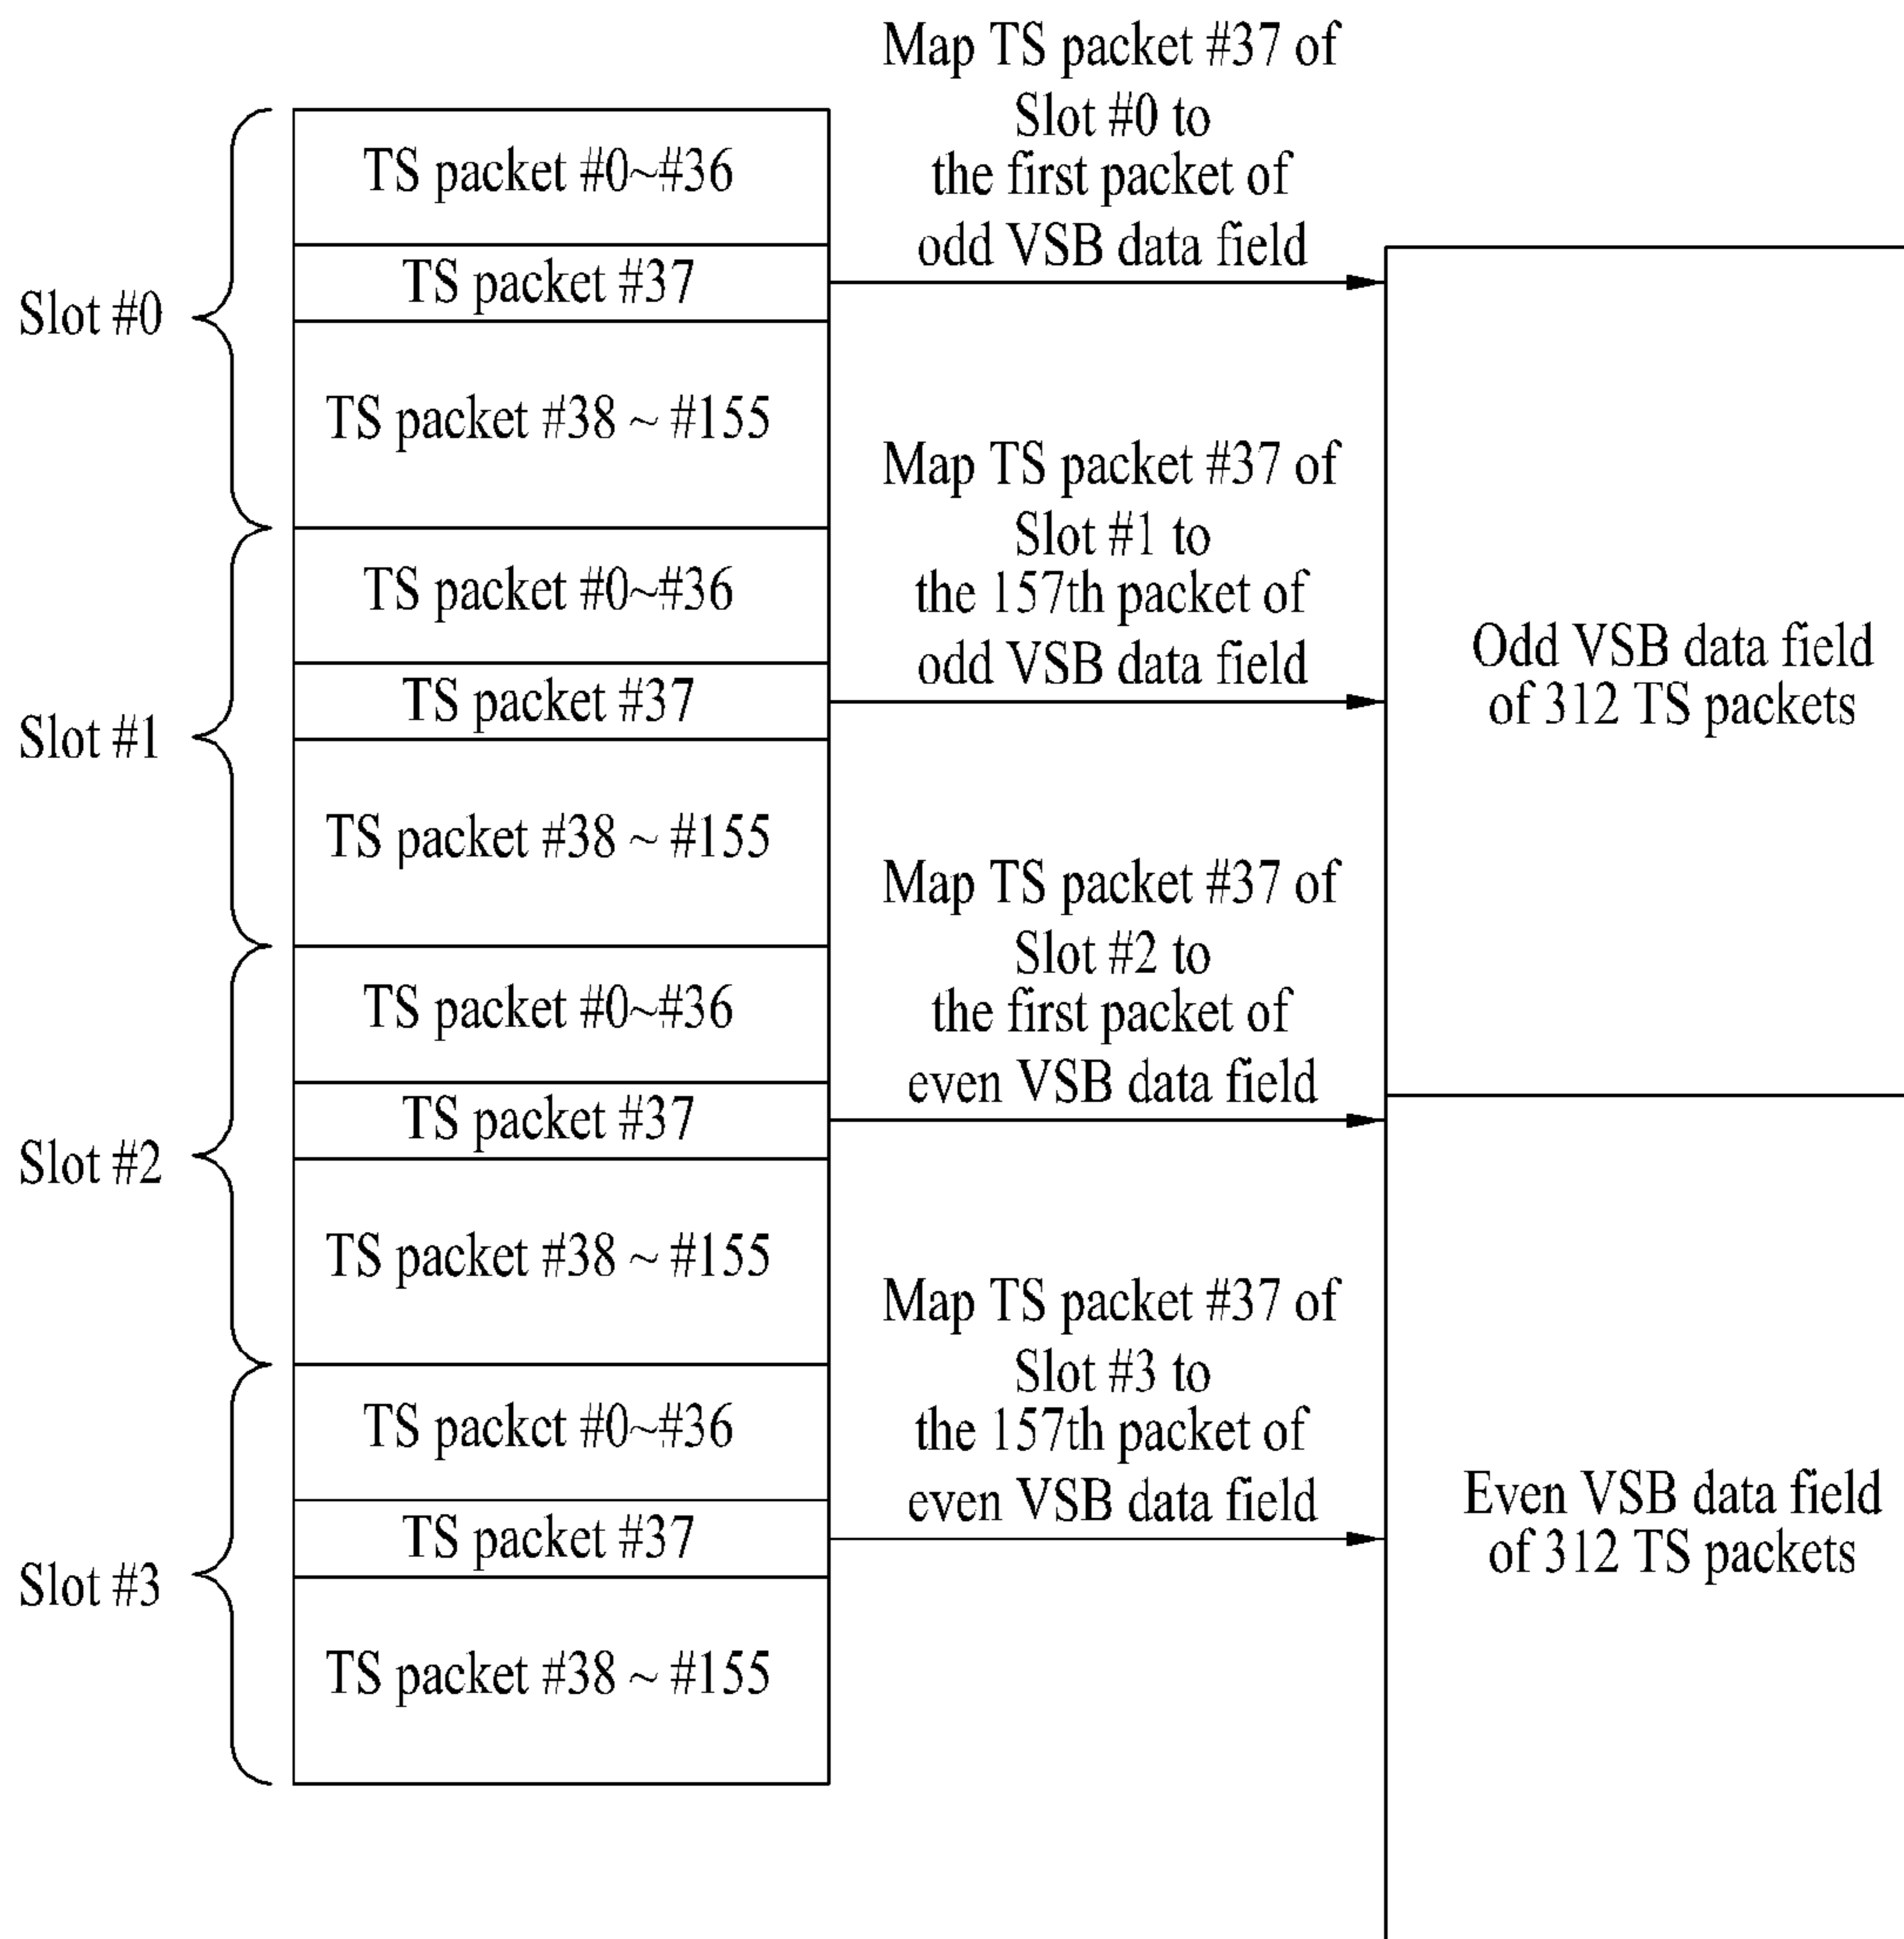 Slot #0
TS packet #0~#36
TS packet #37
TS packet #38 ~ #155
Map TS packet #37 of
Slot #0 to
the first packet of
odd VSB data field
Slot #1
TS packet #0~#36
TS packet #37
TS packet #38 ~ #155
Map TS packet #37 of
Slot #1 to
the 157th packet of
odd VSB data field
Odd VSB data field
of 312 TS packets
Slot #2
TS packet #0~#36
TS packet #37
TS packet #38 ~ #155
Map TS packet #37 of
Slot #2 to
the first packet of
even VSB data field
Slot #3
TS packet #0~#36
TS packet #37
TS packet #38 ~ #155
Map TS packet #37 of
Slot #3 to
the 157th packet of
even VSB data field
Even VSB data field
of 312 TS packets